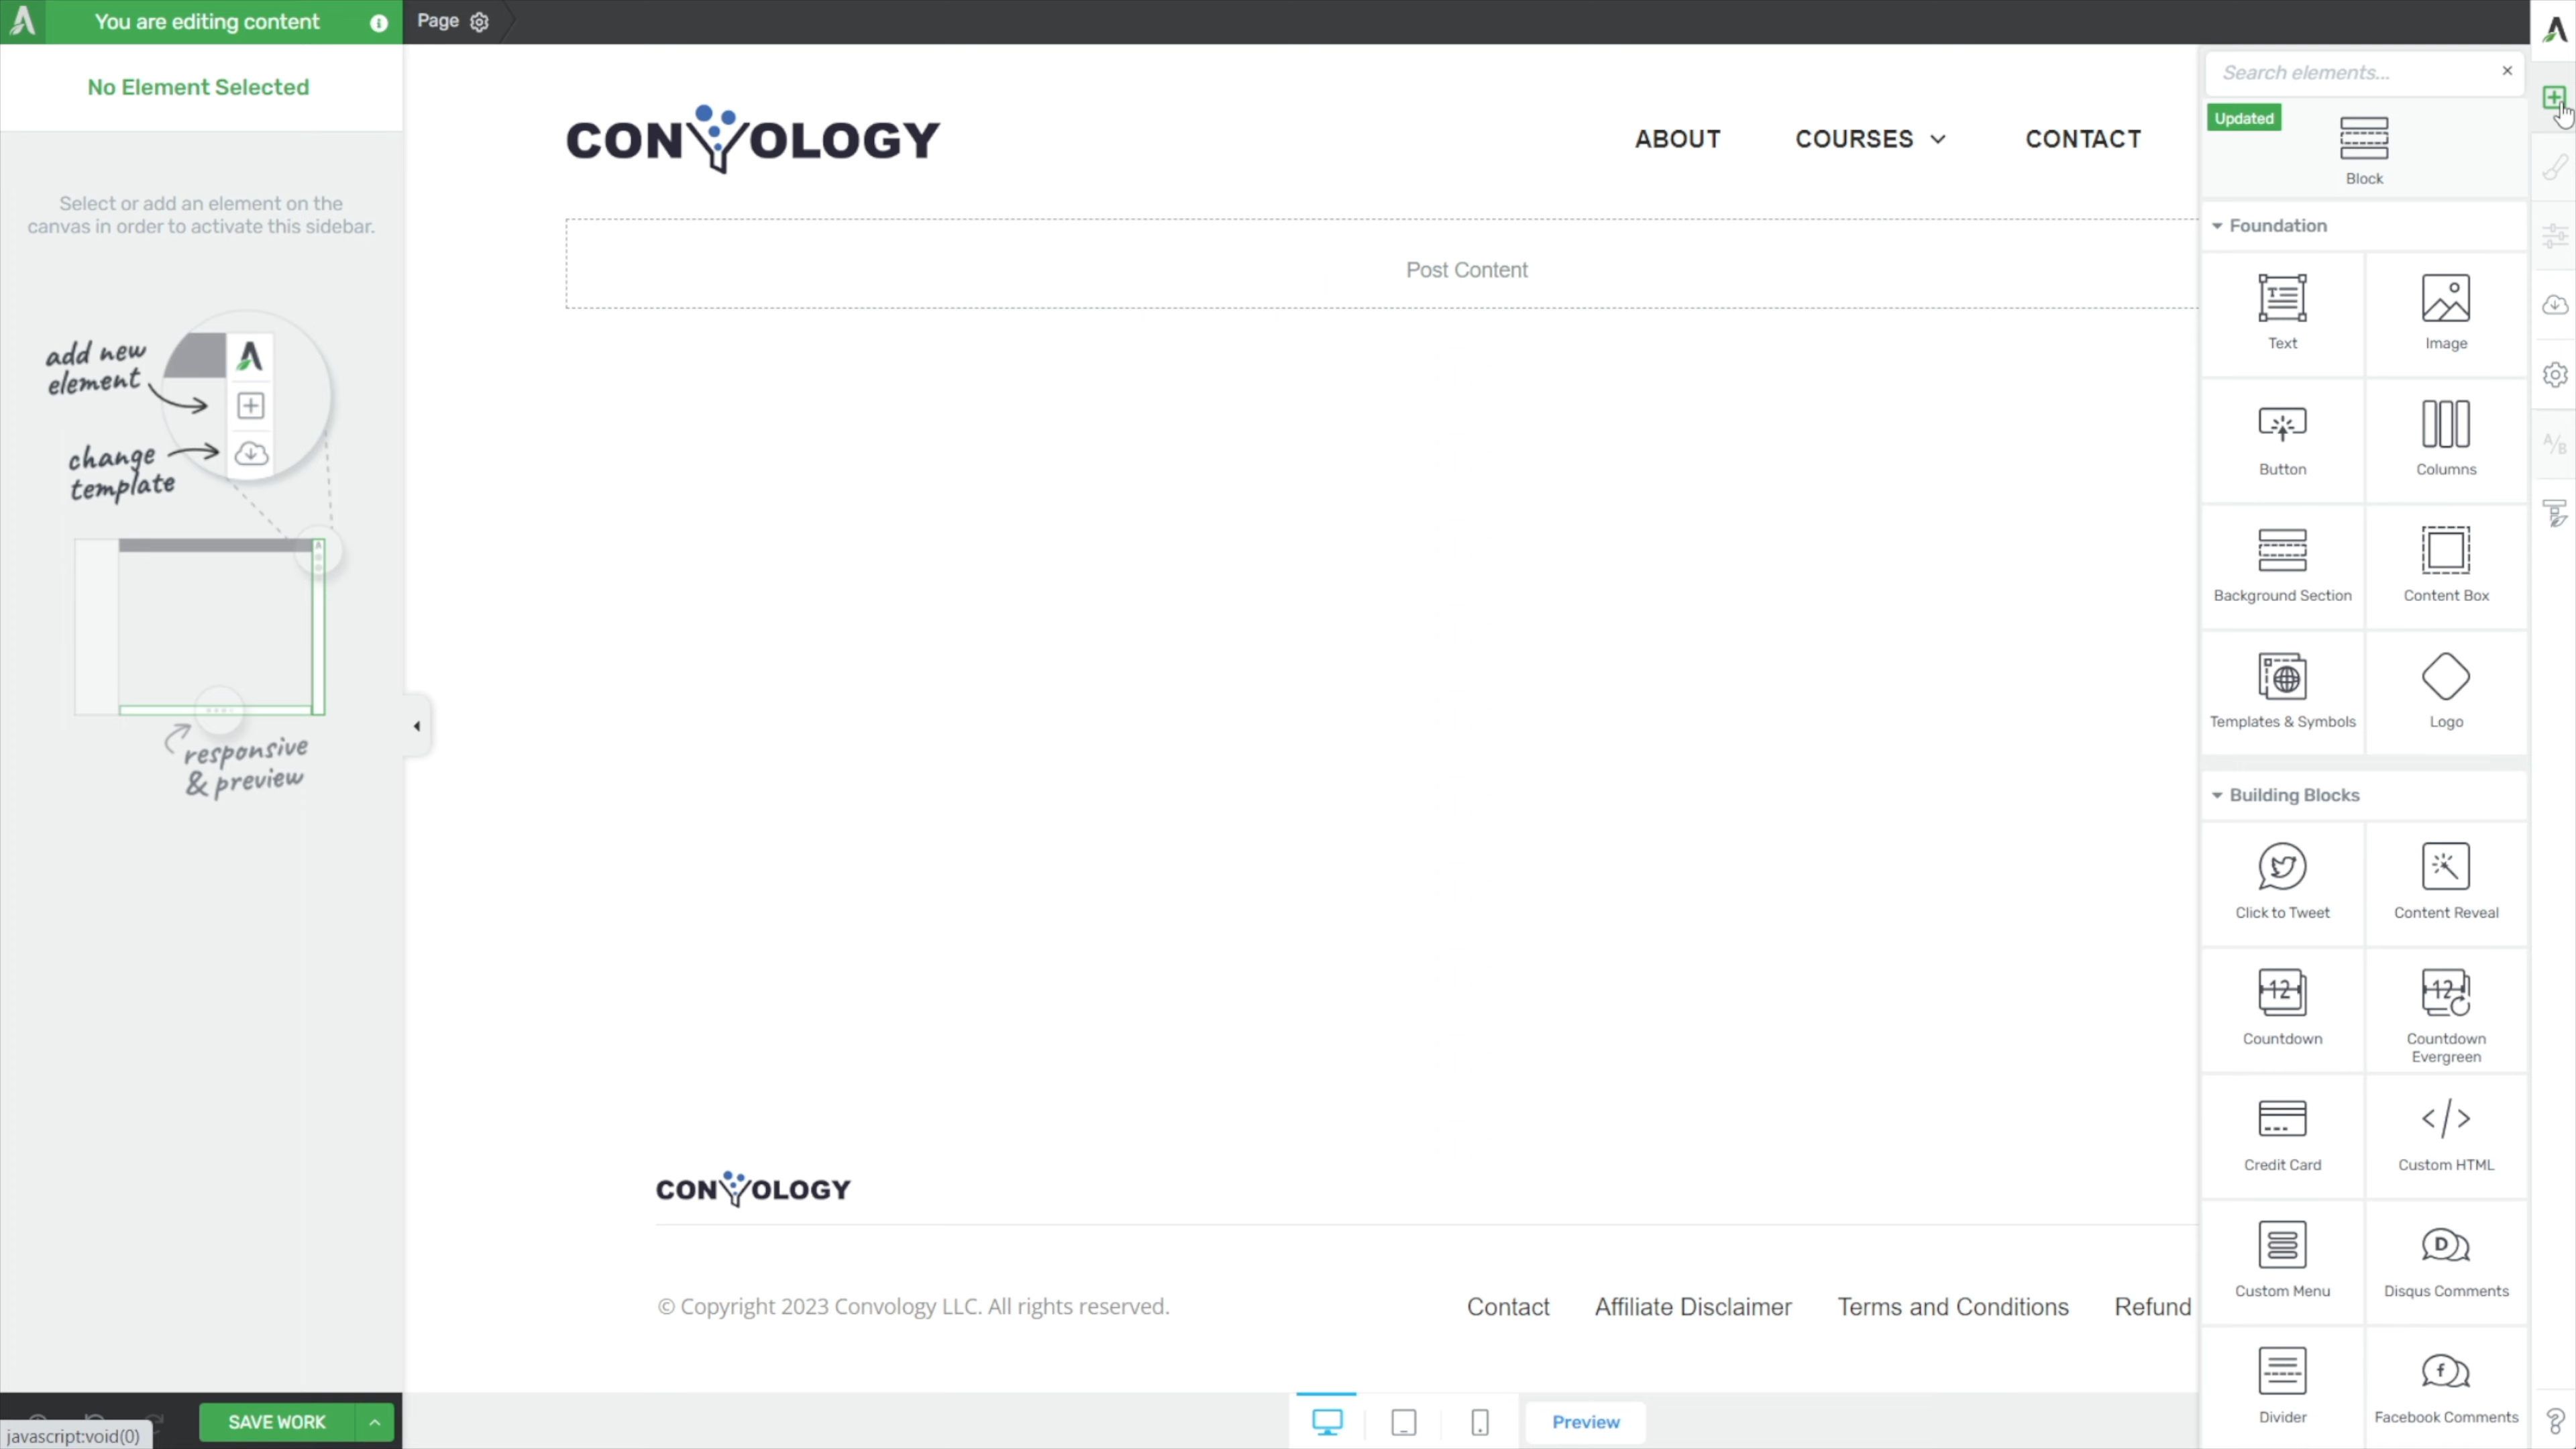 You are editing content
Page
No Element Selected
Select or add an element on the
canvas in order to activate this sidebar.
add new
element
change
template
responsive
& preview
SAVE WORK
javascript:void(0)
CONVOLOGY
ABOUT
COURSES
CONTACT
Post Content
CONVOLOGY
© Copyright 2023 Convology LLC. All rights reserved.
Contact
Affiliate Disclaimer
Terms and Conditions
Refund
Preview
Search elements...
Updated
Block
Foundation
Text
Image
Button
Columns
Background Section
Content Box
Templates & Symbols
Logo
Building Blocks
Click to Tweet
Content Reveal
12
Countdown
12
Countdown
Evergreen
Credit Card
</>
Custom HTML
Custom Menu
D
Disqus Comments
Divider
f
Facebook Comments
A/B